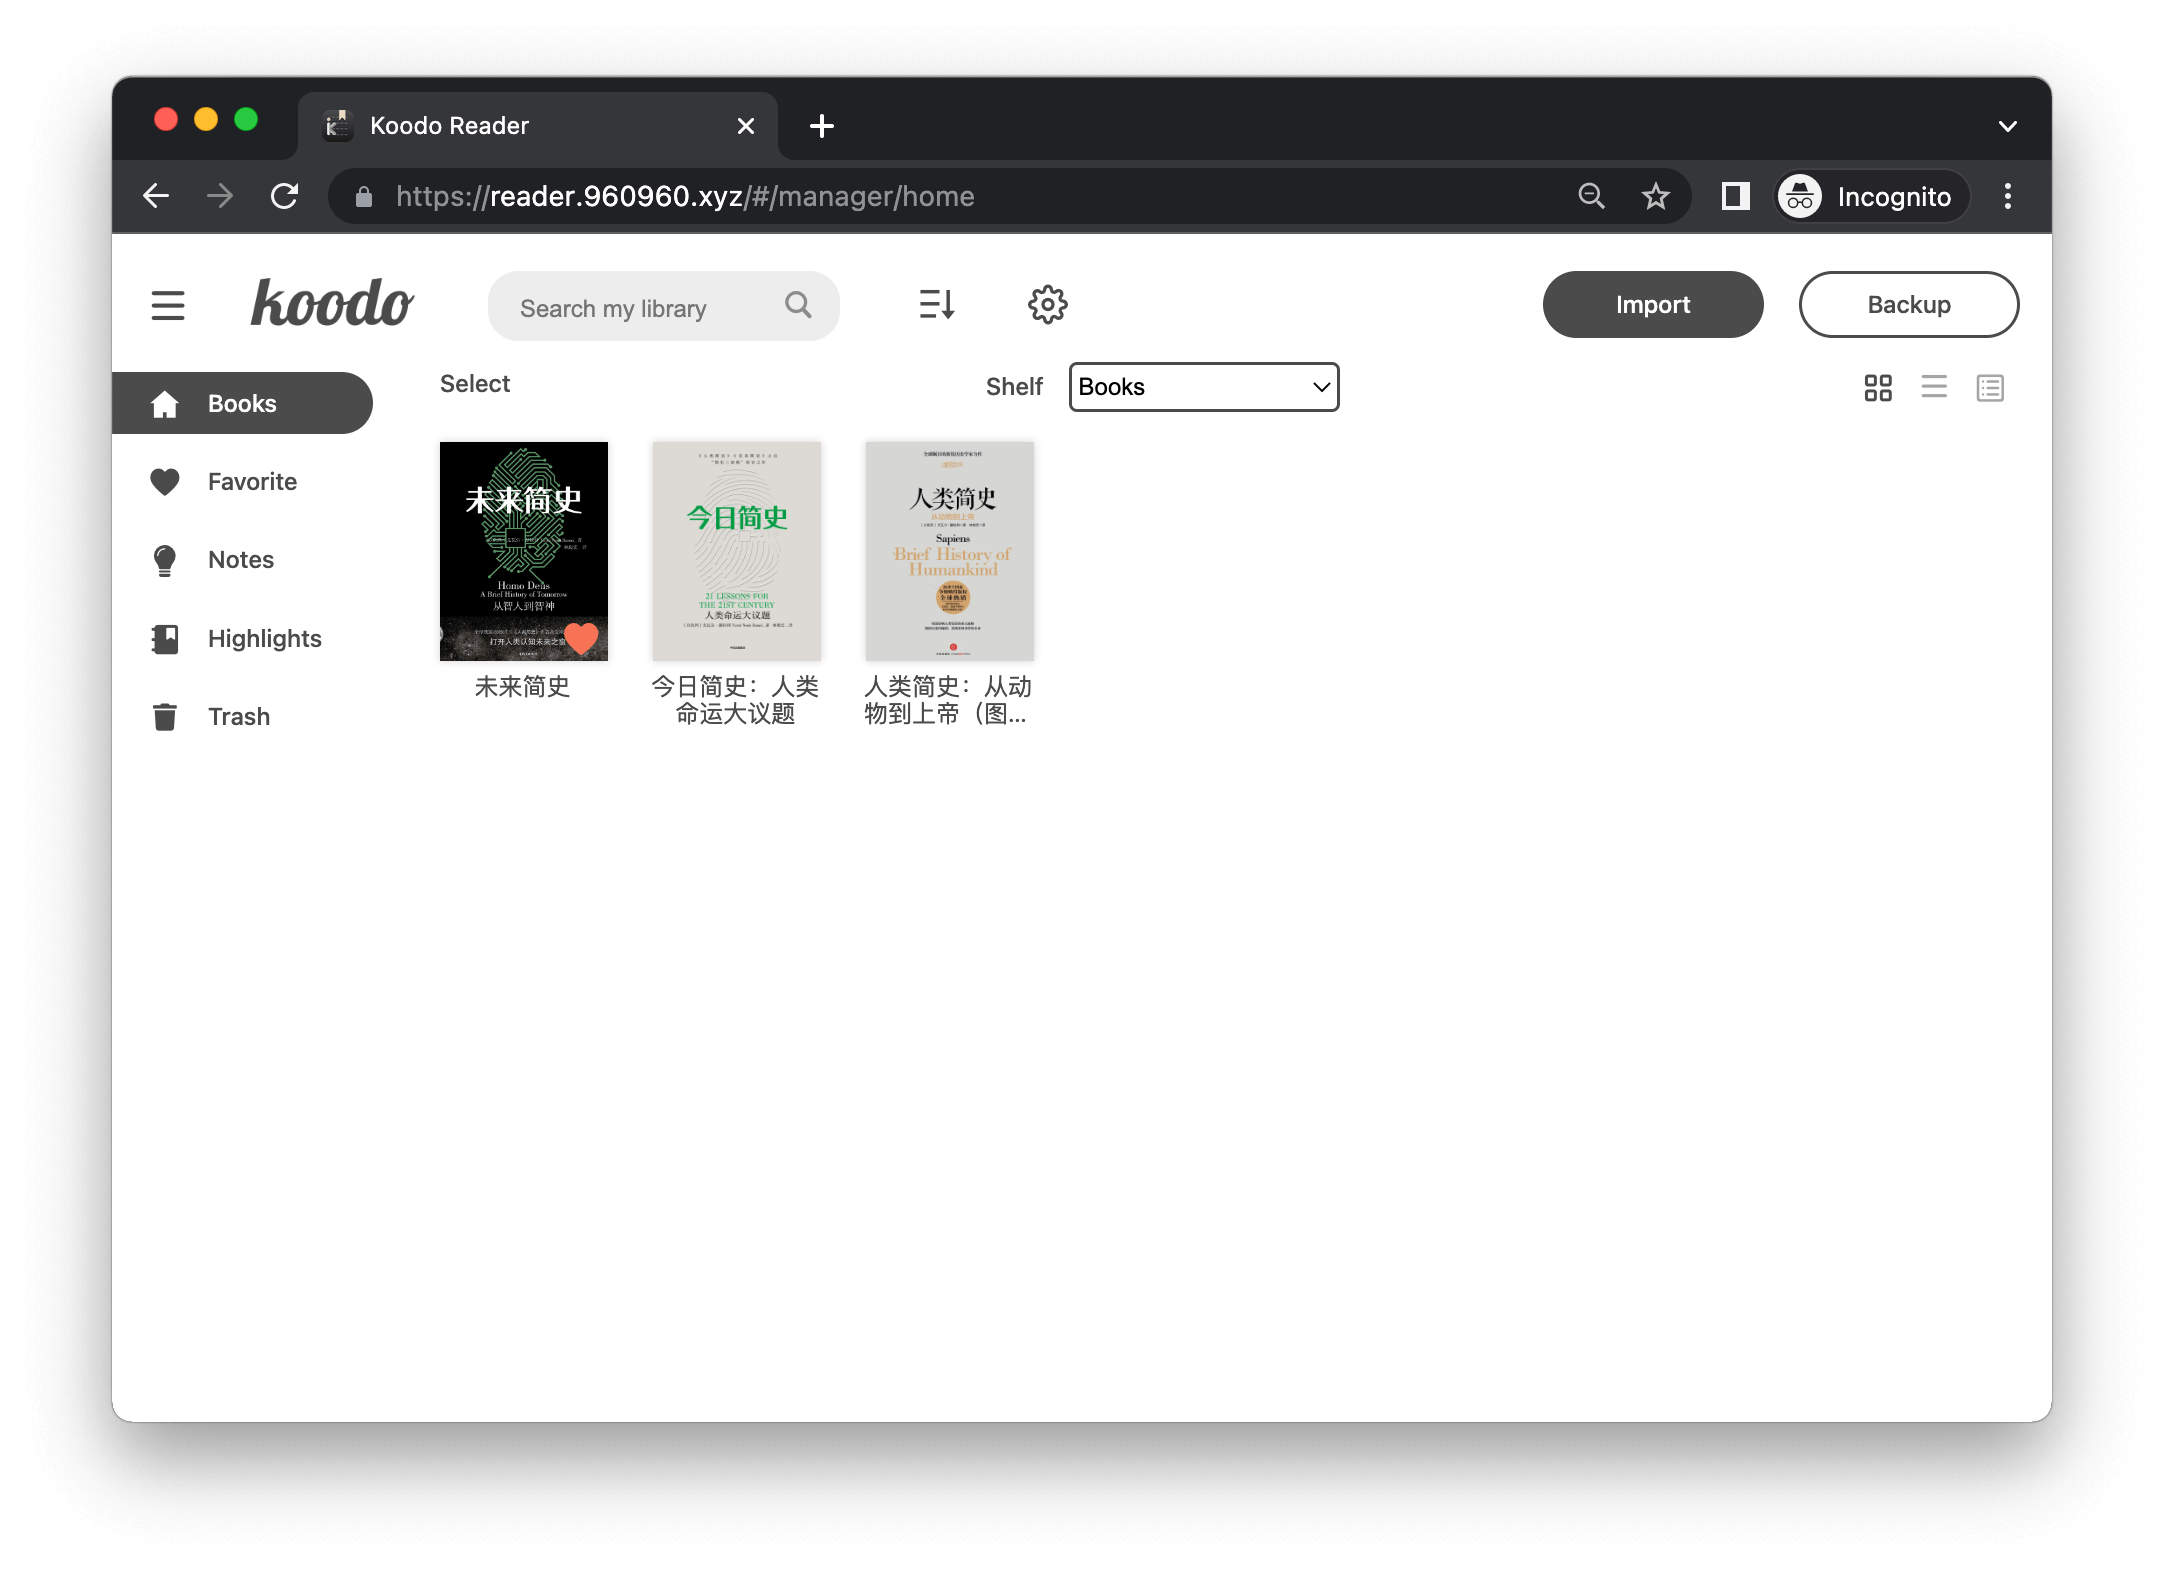 Koodo Reader
https://reader.960960.xyz/#/manager/home
Incognito
koodo
Search my library
Import
Backup
Books
Favorite
Notes
Highlights
Trash
Select
Shelf
Books
未来简史
Homo Deus
A Brief History of Tomorrow
从智人到智神
打开人类认知未来之窗
未来简史
今日简史
21 LESSONS FOR
THE 21ST CENTURY
人类命运大议题
今日简史：人类
命运大议题
人类简史
从动物到上帝
Sapiens
Brief History of
Humankind
人类简史：从动
物到上帝（图...